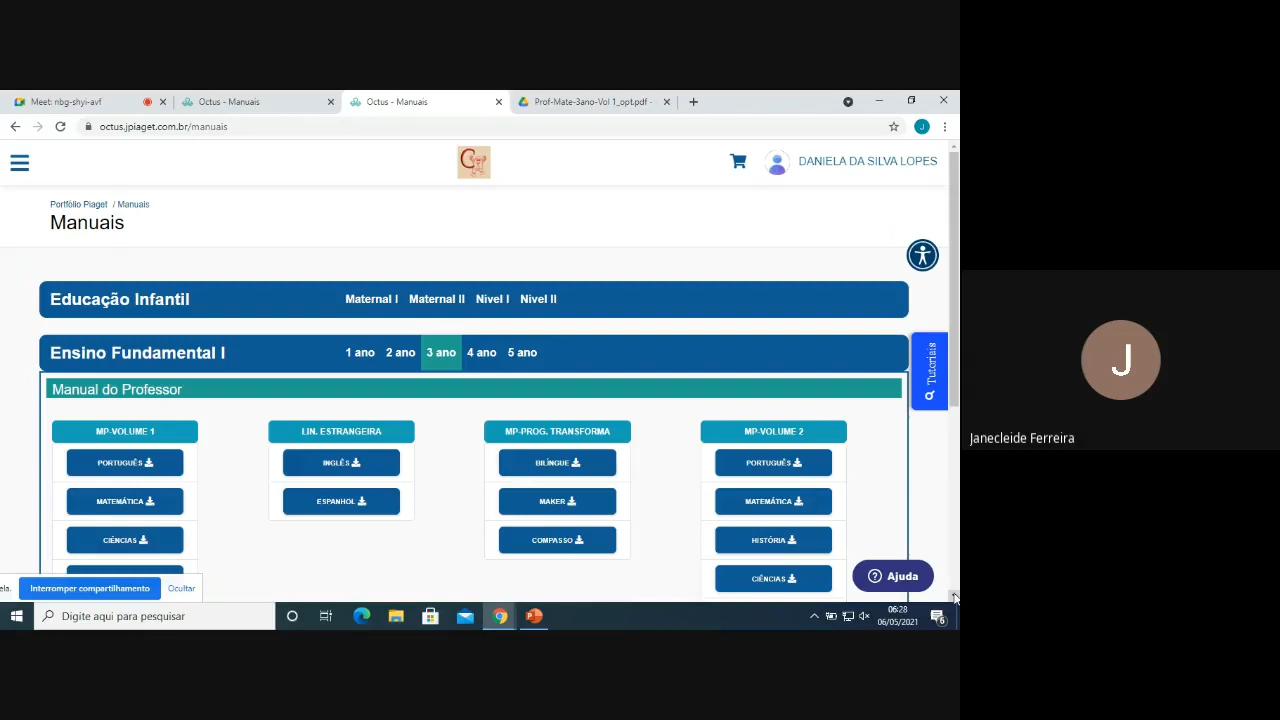 Meet: nbg-shyi-avf
Octus - Manuais
Octus - Manuais
Prof-Mate-3ano-Vol 1_opt.pdf -
octus.jpiaget.com.br/manuais
J
DANIELA DA SILVA LOPES
Portfólio Piaget / Manuais
Manuais
Educação Infantil Maternal I Maternal II Nivel I Nivel II
Ensino Fundamental I 1 ano 2 ano 3 ano 4 ano 5 ano
Tutoriais
Manual do Professor
MP-VOLUME 1 LIN. ESTRANGEIRA MP-PROG. TRANSFORMA MP-VOLUME 2
PORTUGUÊS INGLÊS BILÍNGUE PORTUGUÊS
MATEMÁTICA ESPANHOL MAKER MATEMÁTICA
CIÊNCIAS COMPASSO HISTÓRIA
CIÊNCIAS
Ajuda
ela. Interromper compartilhamento Ocultar
Digite aqui para pesquisar
06:28
06/05/2021
6
J
Janecleide Ferreira